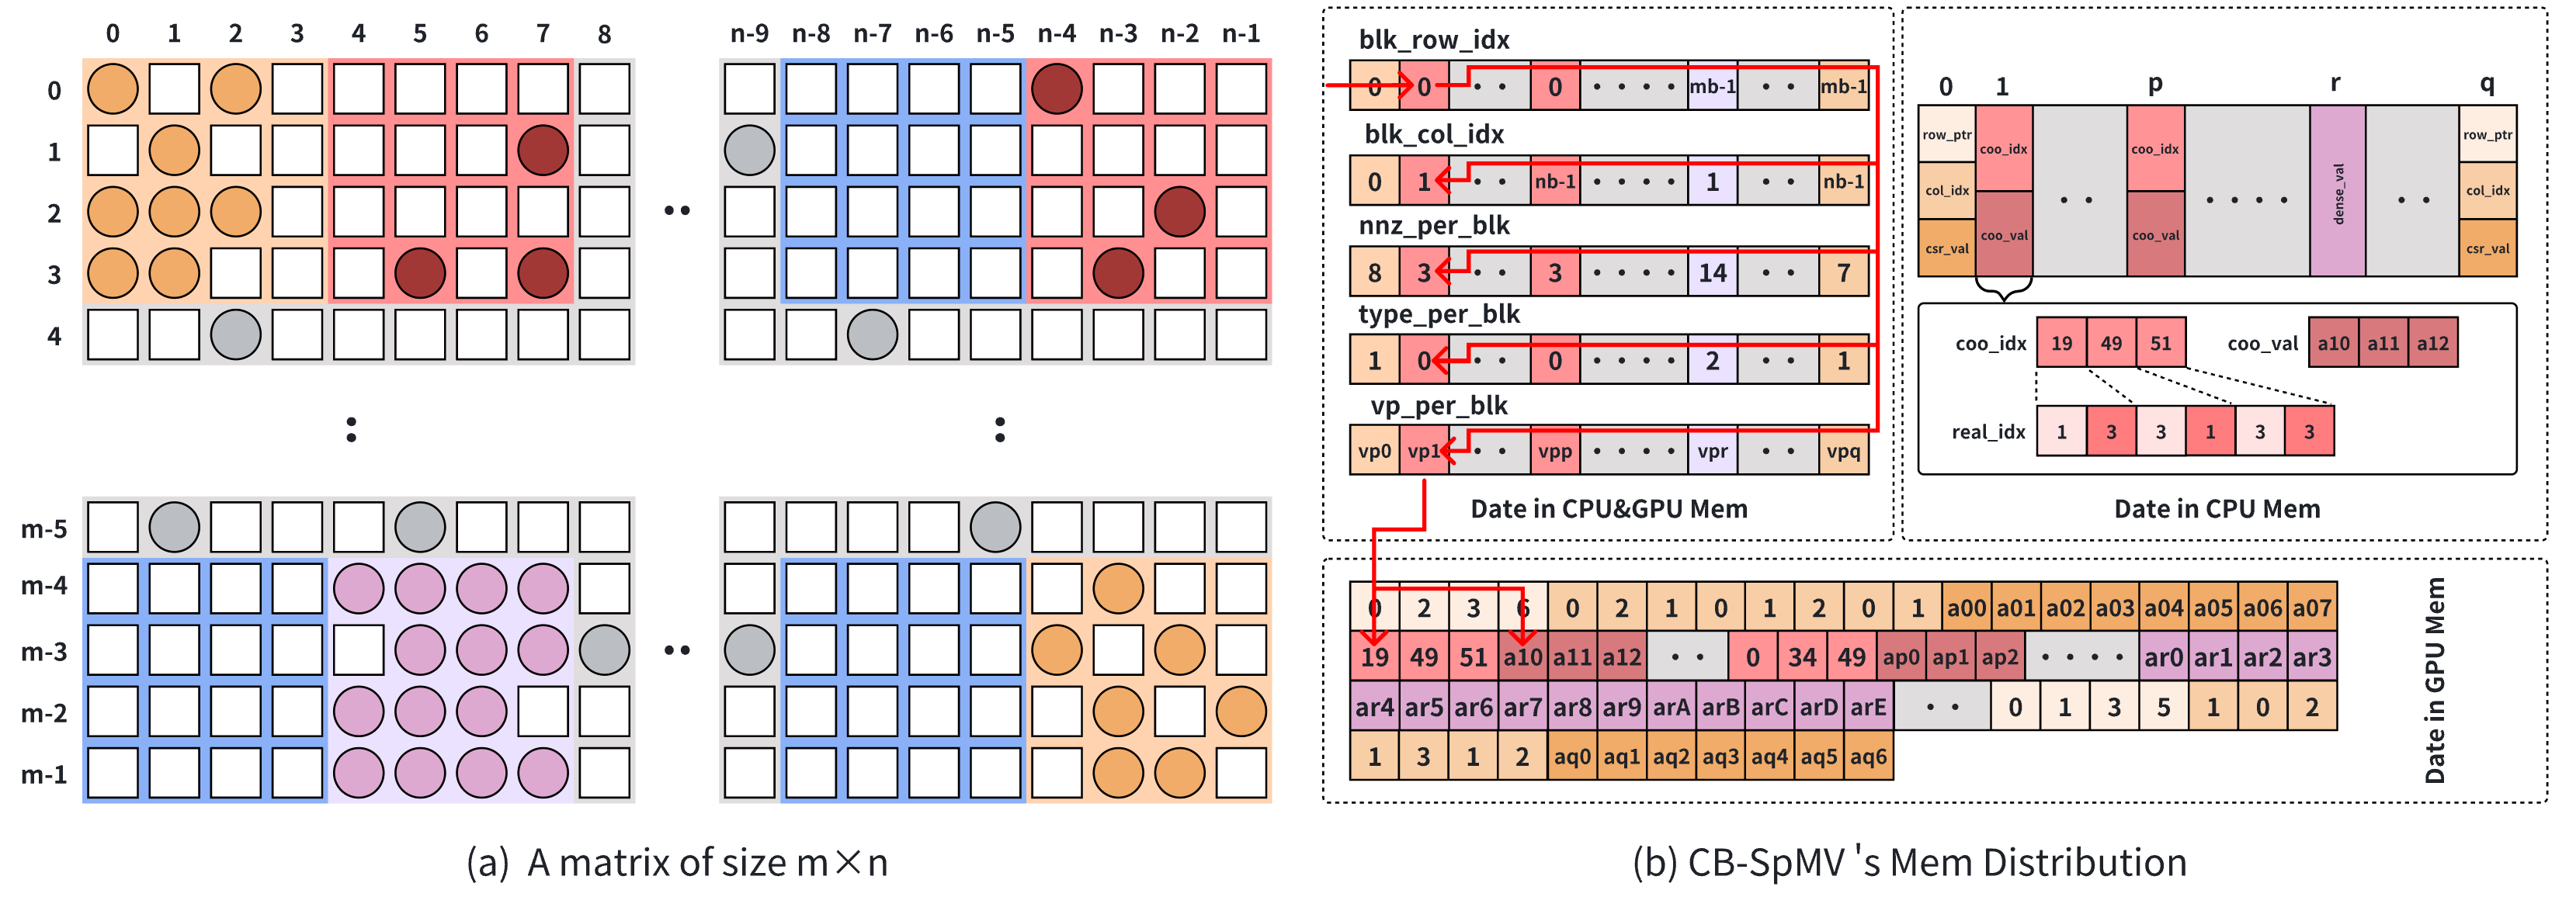 0 1 2 3 4 5 6 7 8 n-9 n-8 n-7 n-6 n-5 n-4 n-3 n-2 n-1
0
1
2
3
4
m-5
m-4
m-3
m-2
m-1
(a) A matrix of size m×n
blk_row_idx
0 0 0 mb-1 mb-1
blk_col_idx
0 1 nb-1 1 nb-1
nnz_per_blk
8 3 3 14 7
type_per_blk
1 0 0 2 1
vp_per_blk
vp0 vp1 vpp vpr vpq
Date in CPU&GPU Mem
0 1 p r q
row_ptr coo_idx coo_idx dense_val row_ptr
col_idx col_idx
csr_val coo_val coo_val csr_val
coo_idx 19 49 51 coo_val a10 a11 a12
real_idx 1 3 3 1 3 3
Date in CPU Mem
0 2 3 6 0 2 1 0 1 2 0 1 a00 a01 a02 a03 a04 a05 a06 a07
19 49 51 a10 a11 a12 0 34 49 ap0 ap1 ap2 ar0 ar1 ar2 ar3
ar4 ar5 ar6 ar7 ar8 ar9 arA arB arC arD arE 0 1 3 5 1 0 2
1 3 1 2 aq0 aq1 aq2 aq3 aq4 aq5 aq6
Date in GPU Mem
(b) CB-SpMV 's Mem Distribution